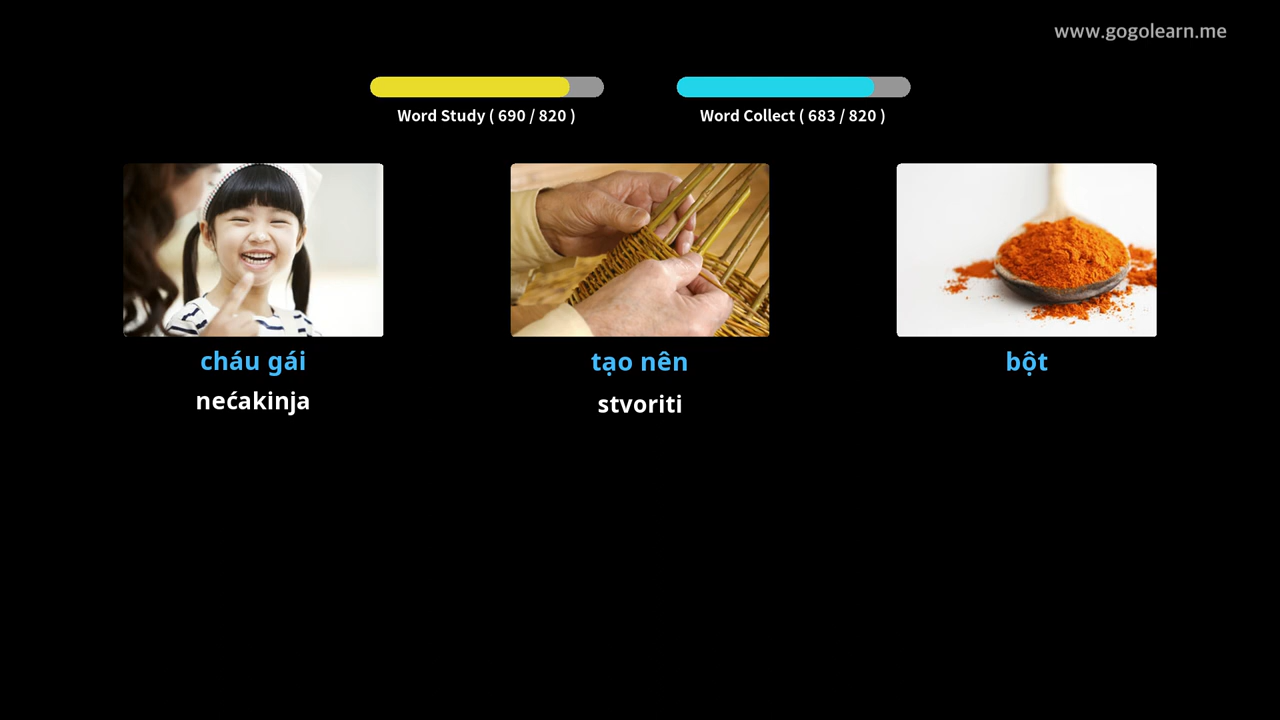 www.gogolearn.me
Word Study ( 690 / 820 )
Word Collect ( 683 / 820 )
cháu gái
nećakinja
tạo nên
stvoriti
bột